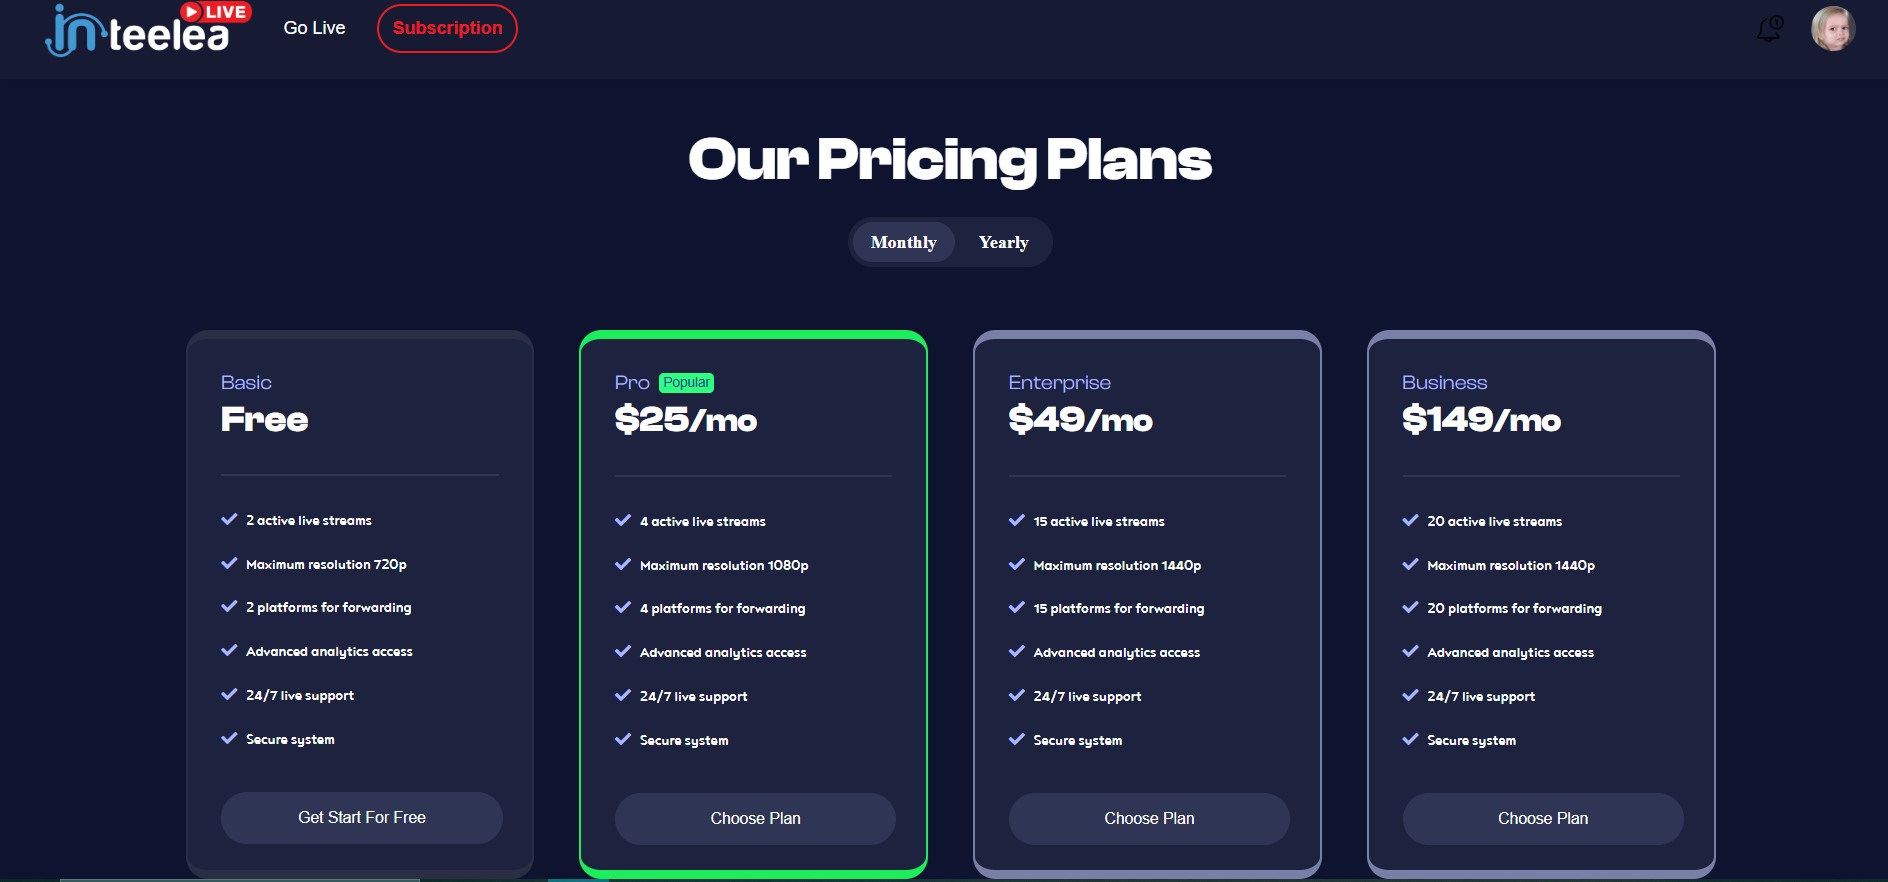 inteelea LIVE
Go Live
Subscription
1
Our Pricing Plans
Monthly
Yearly
Basic
Free
2 active live streams
Maximum resolution 720p
2 platforms for forwarding
Advanced analytics access
24/7 live support
Secure system
Get Start For Free
Pro Popular
$25/mo
4 active live streams
Maximum resolution 1080p
4 platforms for forwarding
Advanced analytics access
24/7 live support
Secure system
Choose Plan
Enterprise
$49/mo
15 active live streams
Maximum resolution 1440p
15 platforms for forwarding
Advanced analytics access
24/7 live support
Secure system
Choose Plan
Business
$149/mo
20 active live streams
Maximum resolution 1440p
20 platforms for forwarding
Advanced analytics access
24/7 live support
Secure system
Choose Plan